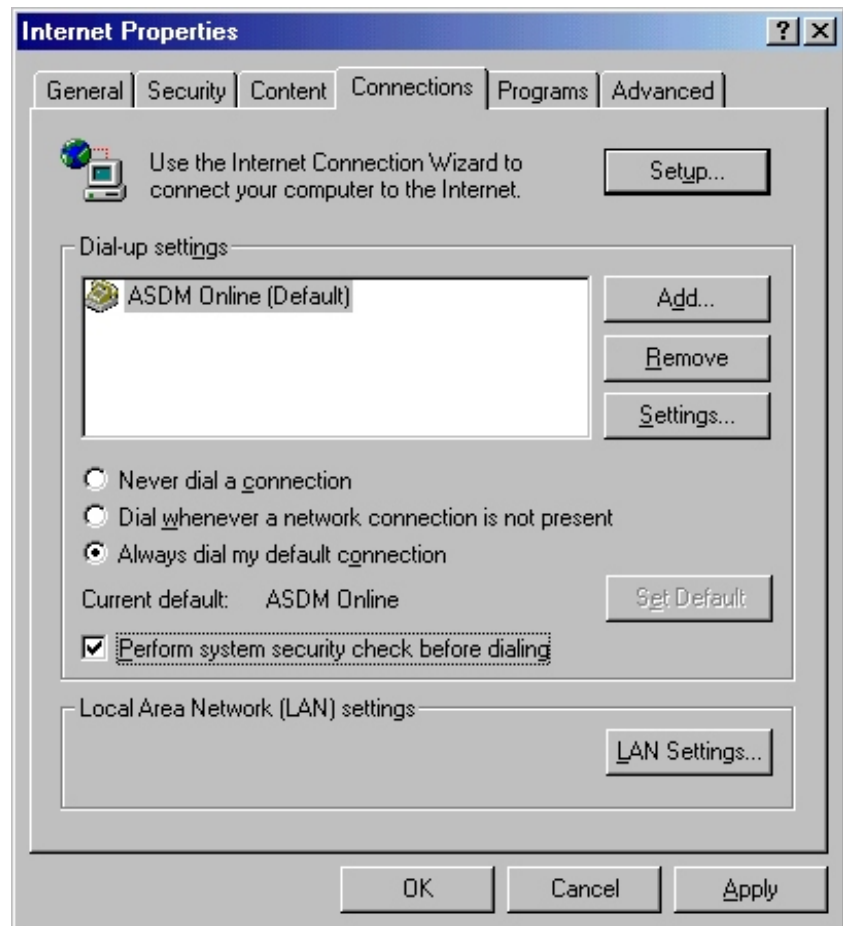 Internet Properties
?
General Security Content Connections Programs Advanced
Use the Internet Connection Wizard to
connect your computer to the Internet.
Setup...
Dial-up settings
ASDM Online (Default)
Add...
Remove
Settings...
Never dial a connection
Dial whenever a network connection is not present
Always dial my default connection
Current default: ASDM Online
Set Default
Perform system security check before dialing
Local Area Network (LAN) settings
LAN Settings...
OK Cancel Apply